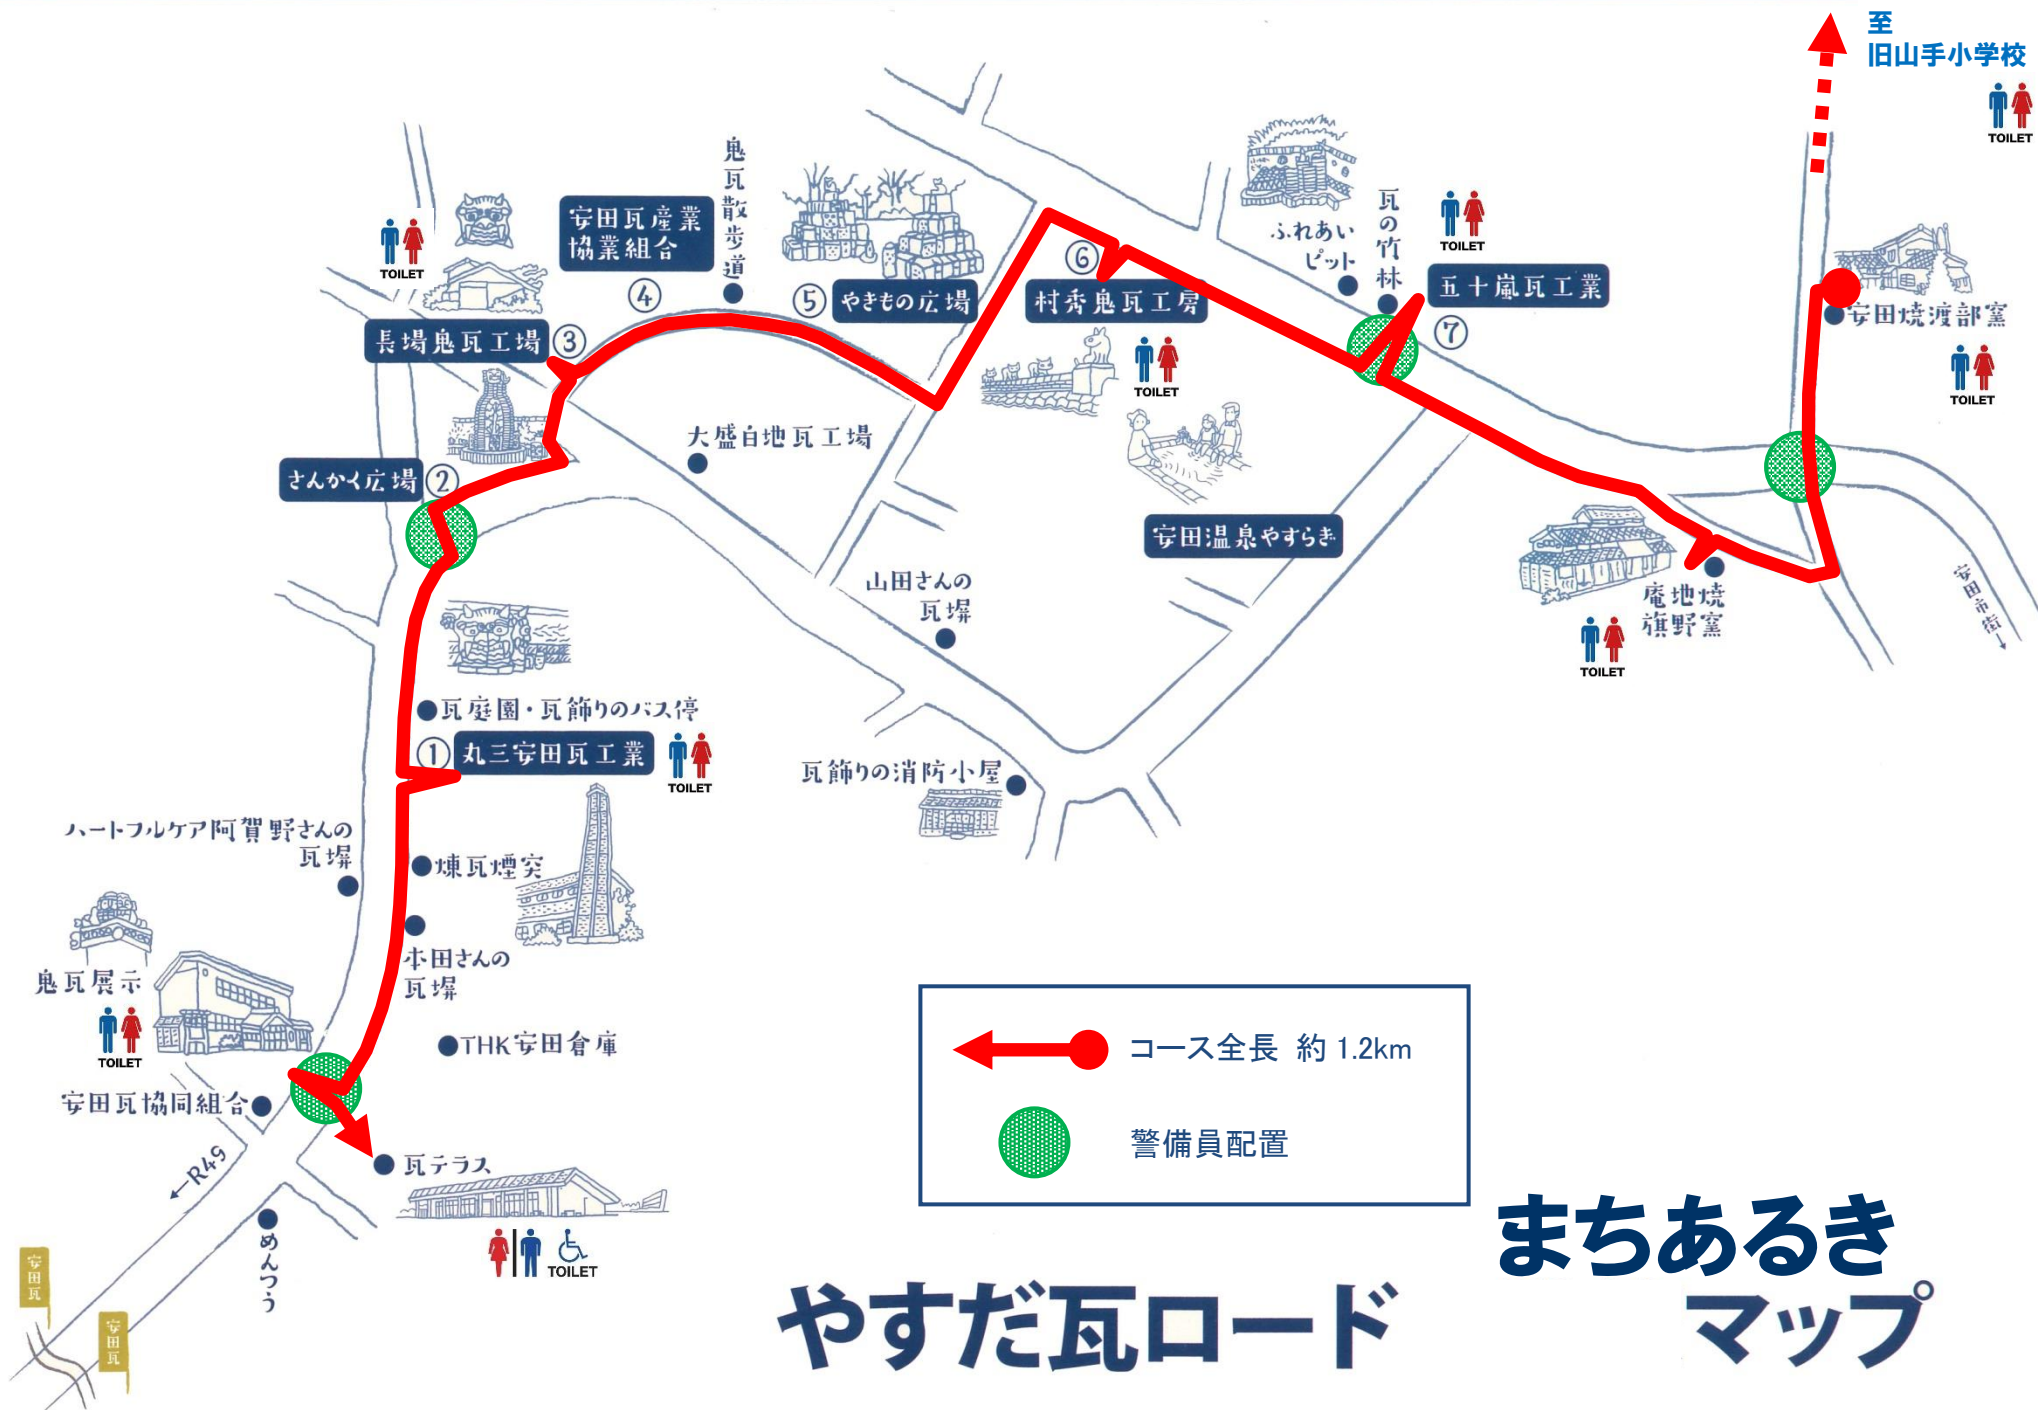 至
旧山手小学校
TOILET
鬼瓦散歩道
安田瓦産業
協業組合
④
TOILET
⑤
やきもの広場
ふれあい
ピット
瓦の竹林
TOILET
五十嵐瓦工業
⑦
⑥
村秀鬼瓦工房
TOILET
安田焼渡部窯
TOILET
長場鬼瓦工場
③
大盛白地瓦工場
さんかく広場
②
安田温泉やすらぎ
山田さんの
瓦塀
庵地焼
旗野窯
TOILET
安田市街→
瓦庭園・瓦飾りのバス停
①
丸三安田瓦工業
TOILET
瓦飾りの消防小屋
ハートフルケア阿賀野さんの
瓦塀
煉瓦煙突
本田さんの
瓦塀
鬼瓦展示
TOILET
THK安田倉庫
安田瓦協同組合
←R49
瓦テラス
TOILET
めんつう
安田瓦
安田瓦
コース全長 約1.2km
警備員配置
やすだ瓦ロード
まちあるき
マップ